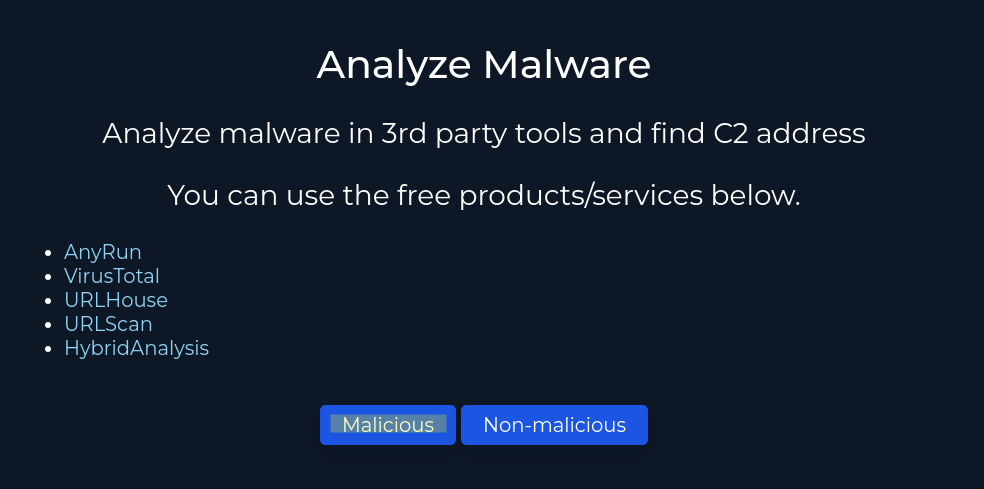 Analyze Malware
Analyze malware in 3rd party tools and find C2 address
You can use the free products/services below.
AnyRun
VirusTotal
URLHouse
URLScan
HybridAnalysis
Malicious Non-malicious